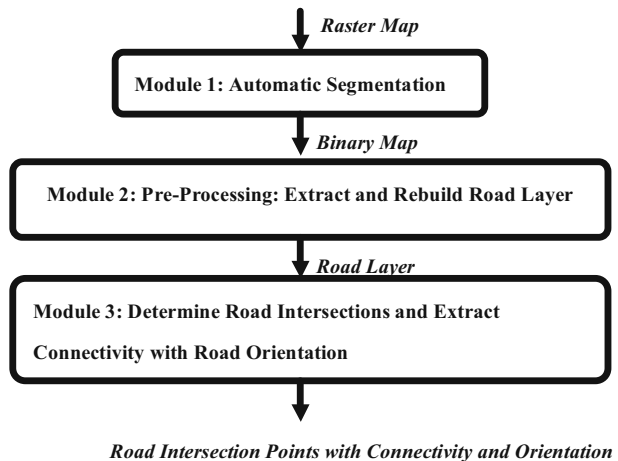 Raster Map
Module 1: Automatic Segmentation
Binary Map
Module 2: Pre-Processing: Extract and Rebuild Road Layer
Road Layer
Module 3: Determine Road Intersections and Extract
Connectivity with Road Orientation
Road Intersection Points with Connectivity and Orientation